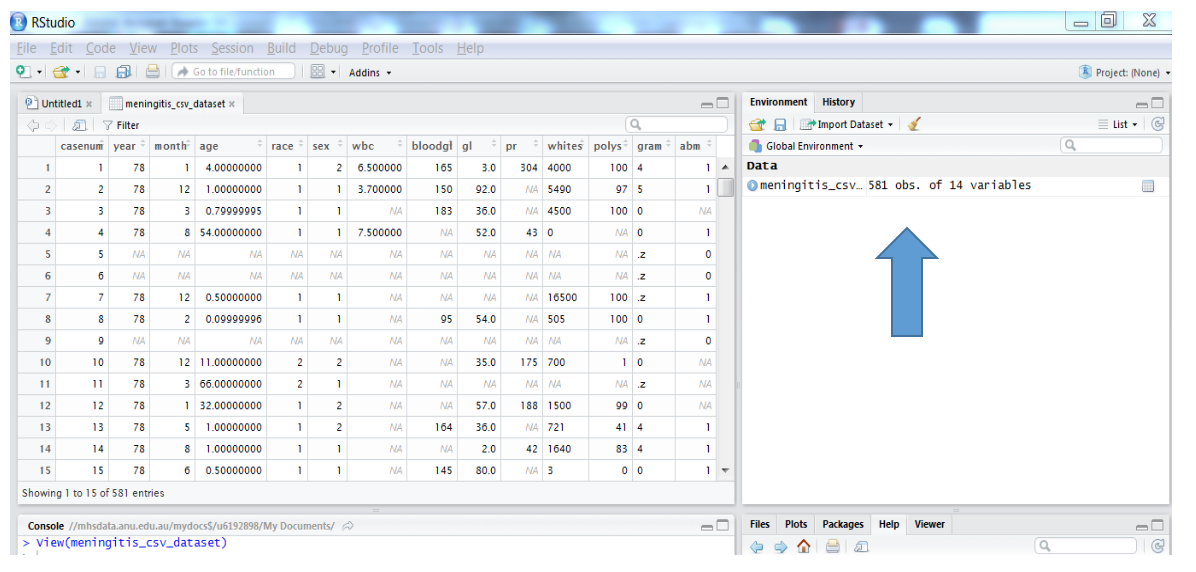 RStudio
File Edit Code View Plots Session Build Debug Profile Tools Help
Go to file/function Addins Project: (None)
Untitled1 × meningitis_csv_dataset ×
Filter
casenum year month age race sex wbc bloodgl gl pr whites polys gram abm
1 1 78 1 4.00000000 1 2 6.500000 165 3.0 304 4000 100 4 1
2 2 78 12 1.00000000 1 1 3.700000 150 92.0 NA 5490 97 5 1
3 3 78 3 0.79999995 1 1 NA 183 36.0 NA 4500 100 0 NA
4 4 78 8 54.00000000 1 1 7.500000 NA 52.0 43 0 NA 0 1
5 5 NA NA NA NA NA NA NA NA NA NA NA .z 0
6 6 NA NA NA NA NA NA NA NA NA NA NA .z 0
7 7 78 12 0.50000000 1 1 NA NA NA NA 16500 100 .z 1
8 8 78 2 0.09999996 1 1 NA 95 54.0 NA 505 100 0 1
9 9 NA NA NA NA NA NA NA NA NA NA NA .z 0
10 10 78 12 11.00000000 2 2 NA NA 35.0 175 700 1 0 NA
11 11 78 3 66.00000000 2 1 NA NA NA NA NA NA .z NA
12 12 78 1 32.00000000 1 2 NA NA 57.0 188 1500 99 0 NA
13 13 78 5 1.00000000 1 2 NA 164 36.0 NA 721 41 4 1
14 14 78 8 1.00000000 1 1 NA NA 2.0 42 1640 83 4 1
15 15 78 6 0.50000000 1 1 NA 145 80.0 NA 3 0 0 1
Showing 1 to 15 of 581 entries
Console //mhsdata.anu.edu.au/mydocs$/u6192898/My Documents/
> View(meningitis_csv_dataset)
Environment History
Import Dataset List
Global Environment
Data
meningitis_csv… 581 obs. of 14 variables
Files Plots Packages Help Viewer